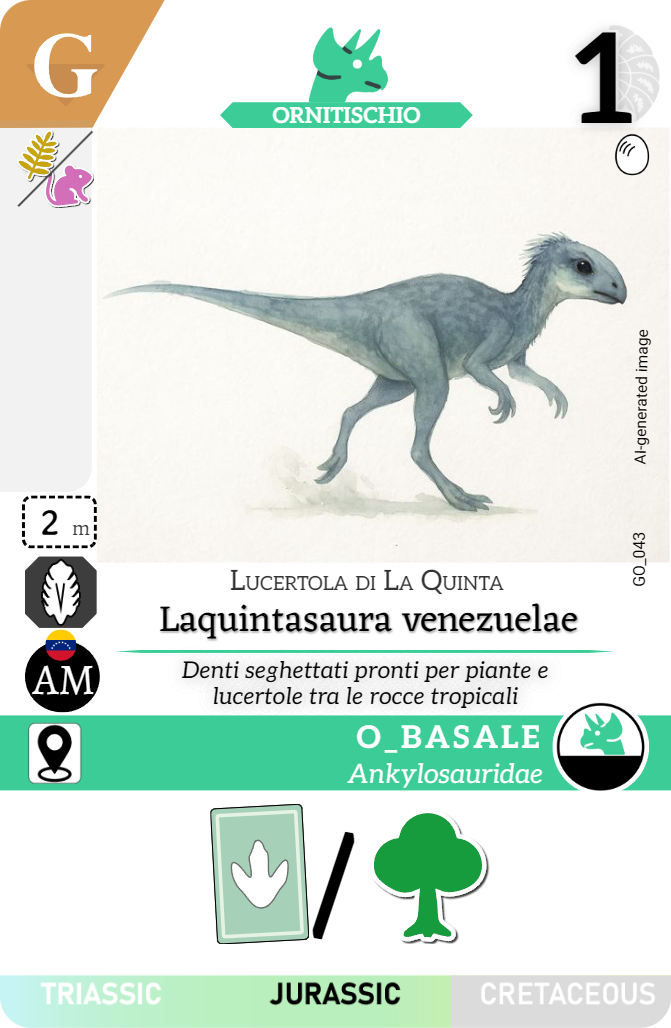 G
1
ORNITISCHIO
AI-generated image
GO_043
2 m
AM
Lucertola di La Quinta
Laquintasaura venezuelae
Denti seghettati pronti per piante e
lucertole tra le rocce tropicali
O_BASALE
Ankylosauridae
TRIASSIC JURASSIC CRETACEOUS